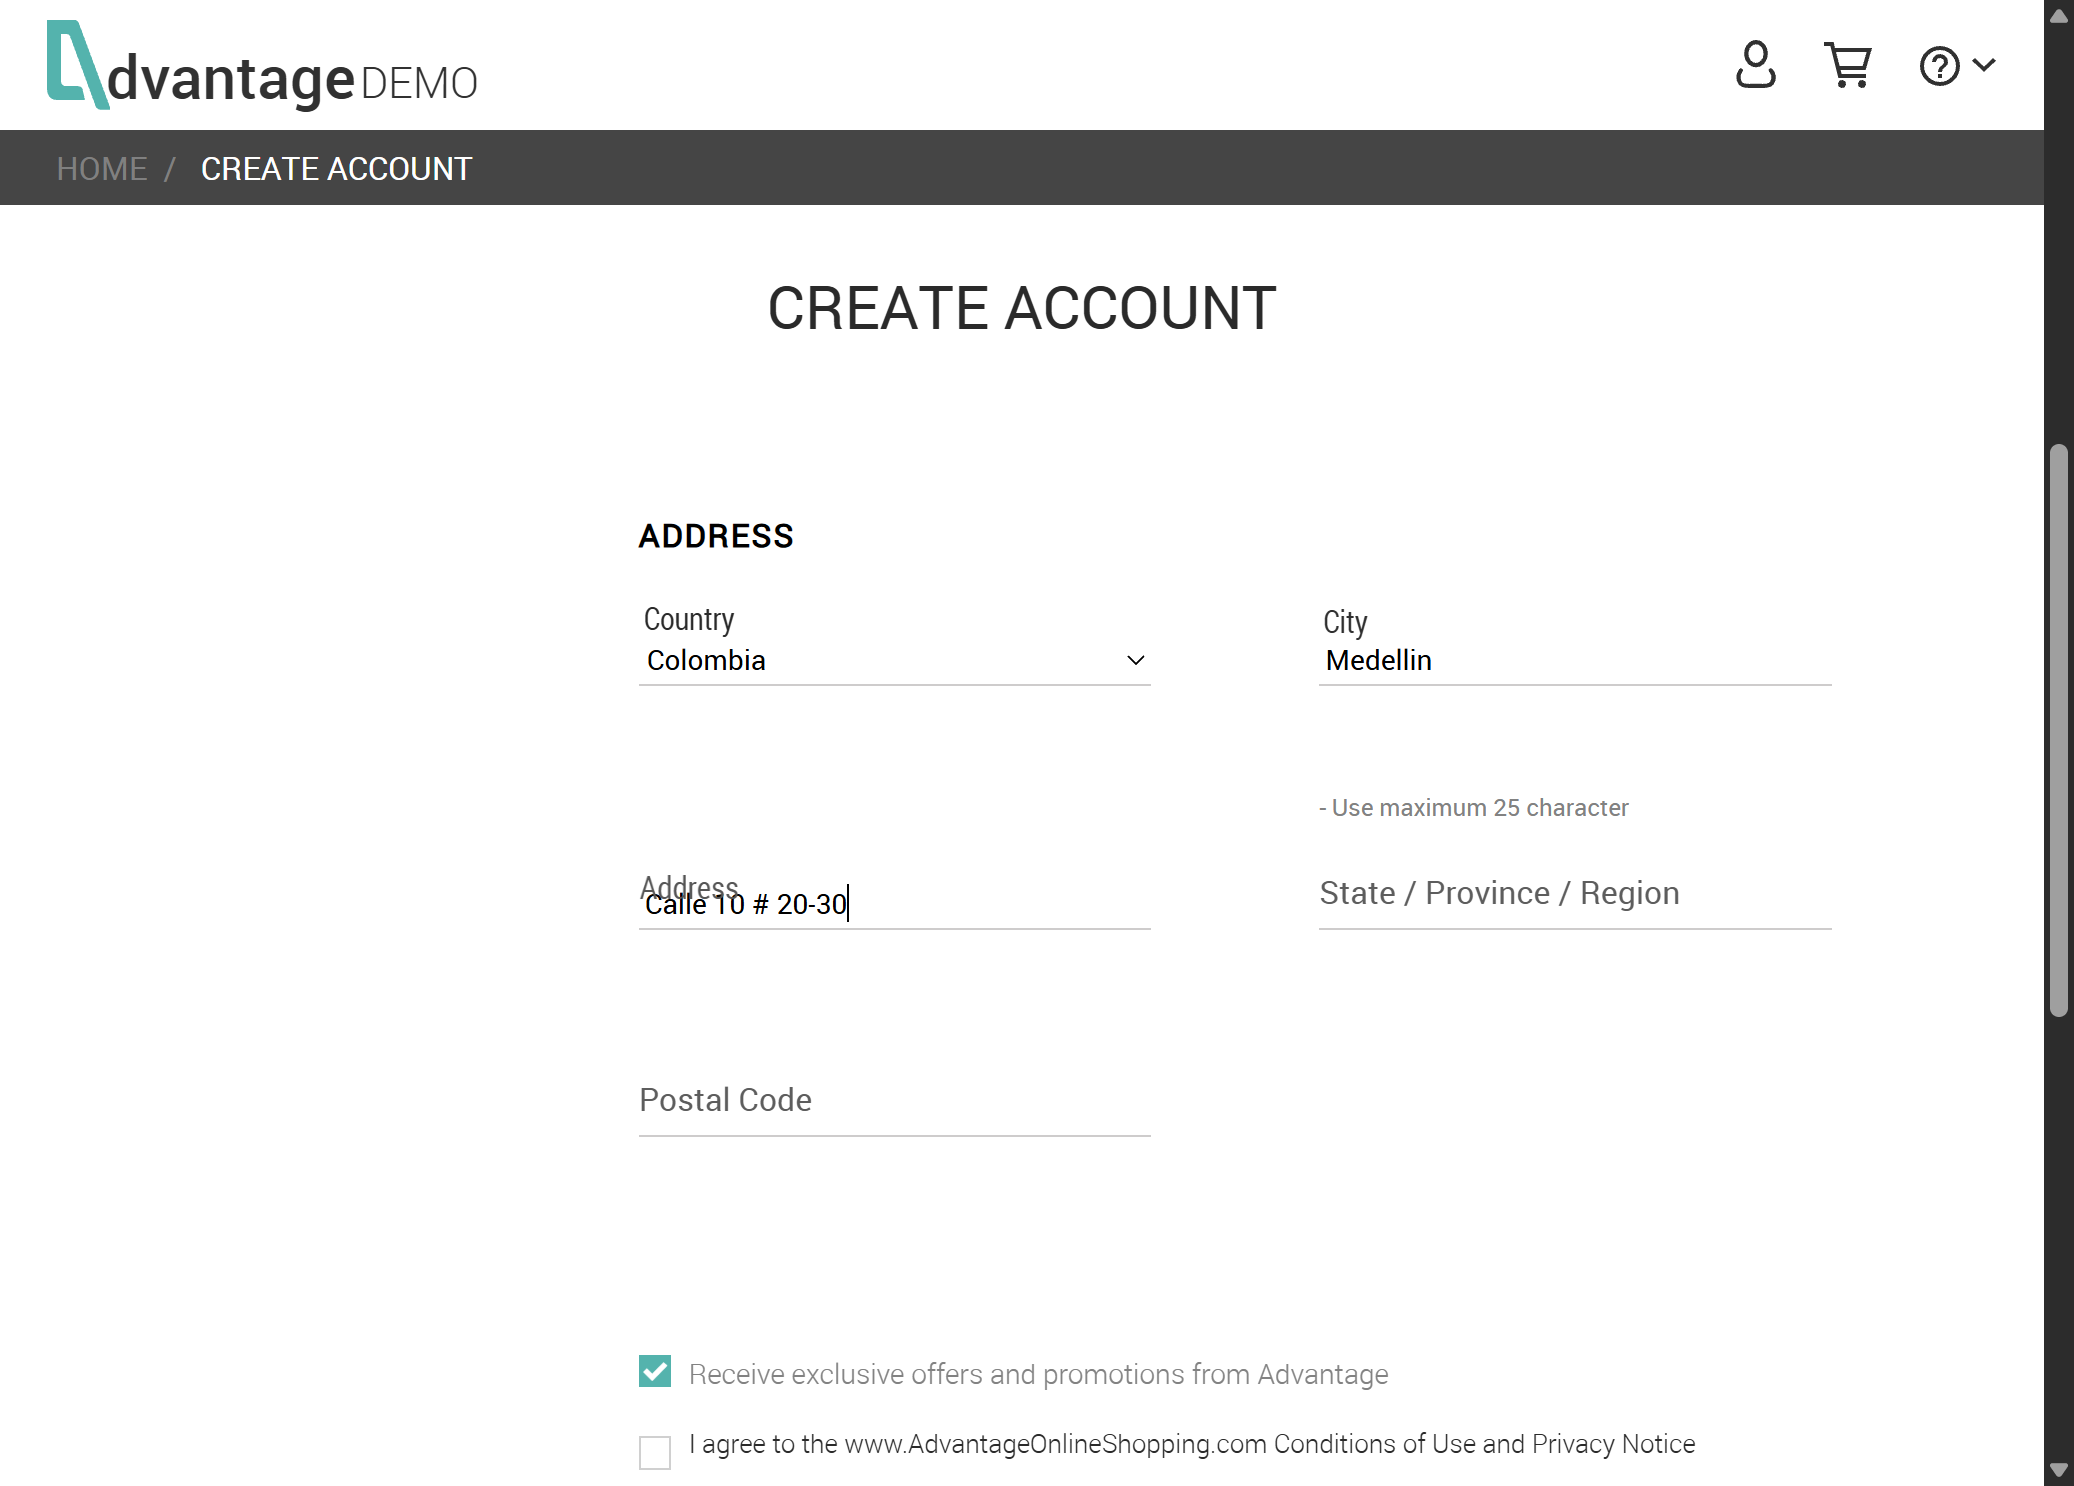 dvantage DEMO
HOME / CREATE ACCOUNT
CREATE ACCOUNT
ADDRESS
Country
Colombia
City
Medellin
- Use maximum 25 character
Address
Calle 10 # 20-30
State / Province / Region
Postal Code
Receive exclusive offers and promotions from Advantage
I agree to the www.AdvantageOnlineShopping.com Conditions of Use and Privacy Notice